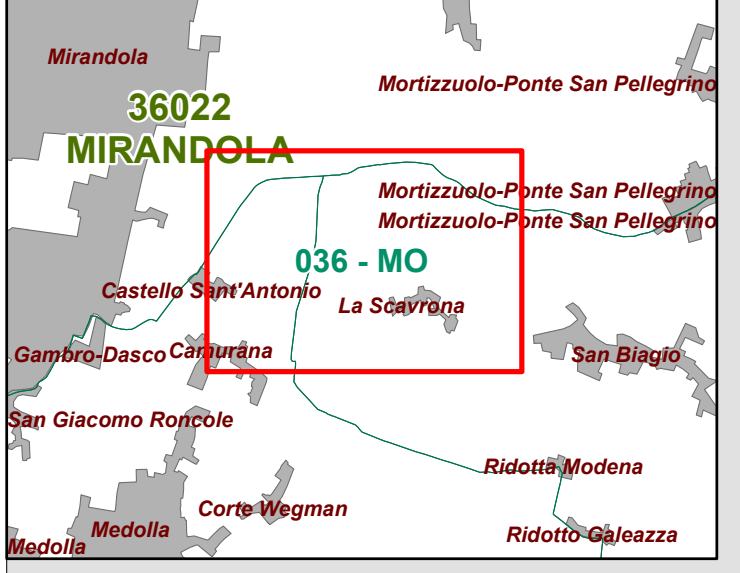 Mirandola
Mortizzuolo-Ponte San Pellegrino
36022
MIRANDOLA
Mortizzuolo-Ponte San Pellegrino
Mortizzuolo-Ponte San Pellegrino
036 - MO
Castello Sant'Antonio
La Scavrona
Gambro-Dasco
Camurana
San Biagio
San Giacomo Roncole
Ridotta Modena
Corte Wegman
Medolla
Ridotto Galeazza
Medolla